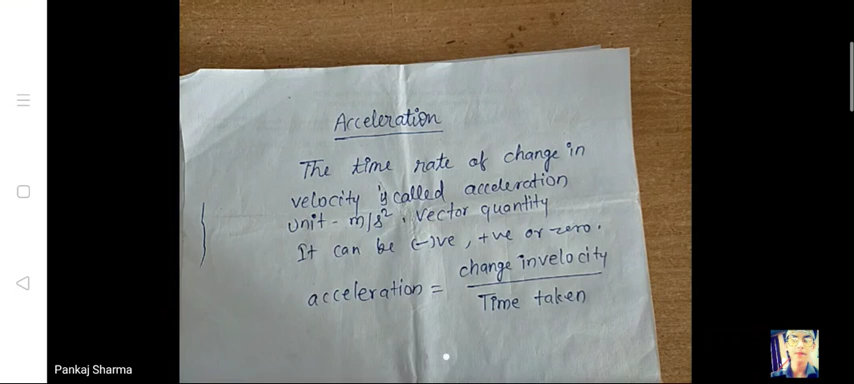 Acceleration
The time rate of change in
velocity is called acceleration
unit - m/s², vector quantity
It can be (-)ve, +ve or zero.
acceleration = change in velocity
Time taken
Pankaj Sharma